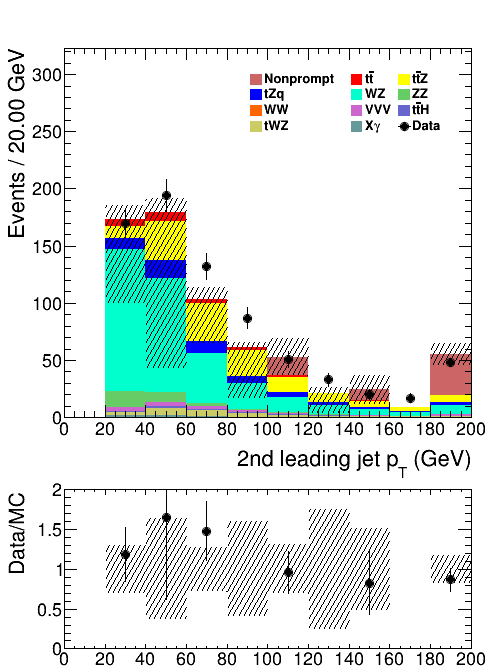 Events / 20.00 GeV
300
250
200
150
100
50
0
Nonprompt tt̄ tt̄Z
tZq WZ ZZ
WW VVV tt̄H
tWZ Xγ Data
0 20 40 60 80 100 120 140 160 180 200
2nd leading jet p_T (GeV)
Data/MC
2
1.5
1
0.5
0
0 20 40 60 80 100 120 140 160 180 200